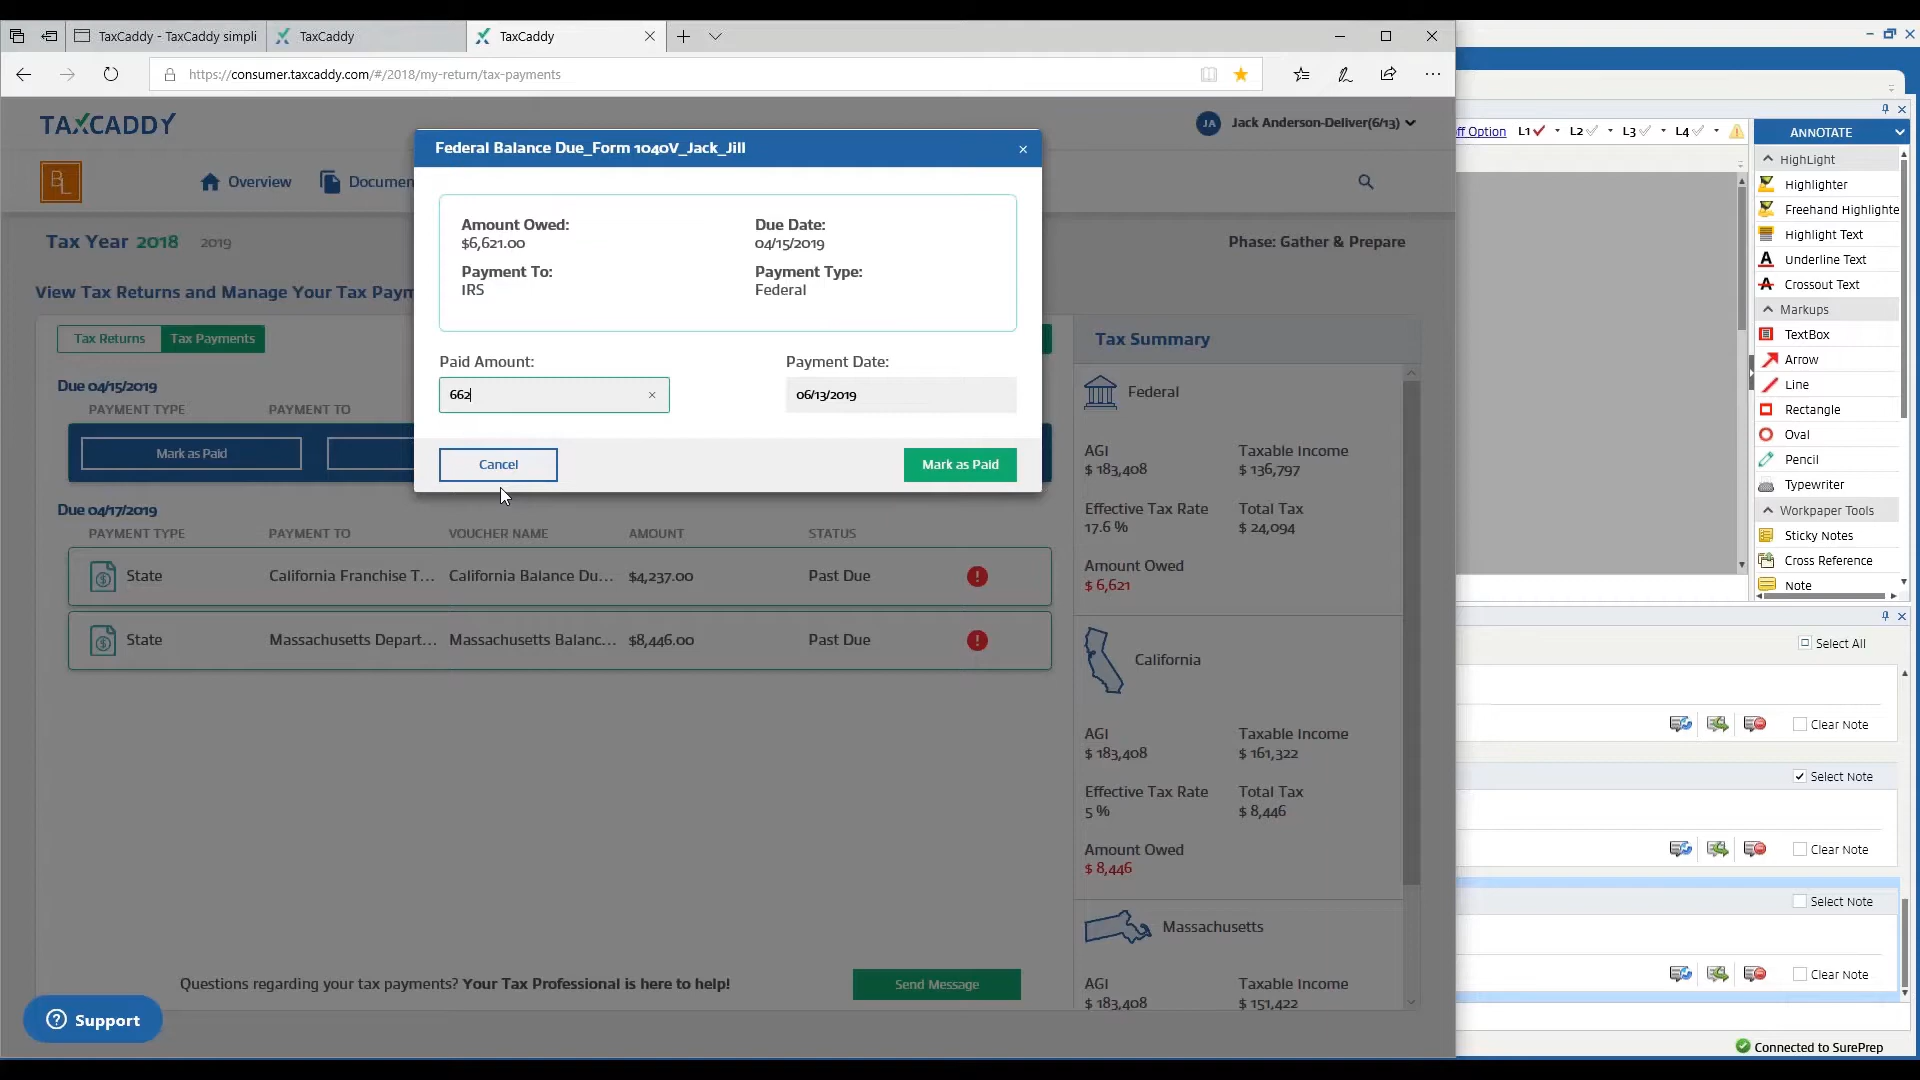 TaxCaddy - TaxCaddy simpli
TaxCaddy
TaxCaddy
https://consumer.taxcaddy.com/#/2018/my-return/tax-payments
TAXCADDY
JA
Jack Anderson-Deliver(6/13)
BL
Overview
Documen
Tax Year 2018 2019
Phase: Gather & Prepare
View Tax Returns and Manage Your Tax Paym
Tax Returns
Tax Payments
Due 04/15/2019
PAYMENT TYPE PAYMENT TO
Mark as Paid
Due 04/17/2019
PAYMENT TYPE PAYMENT TO VOUCHER NAME AMOUNT STATUS
State California Franchise T... California Balance Du... $4,237.00 Past Due
State Massachusetts Depart... Massachusetts Balanc... $8,446.00 Past Due
Questions regarding your tax payments? Your Tax Professional is here to help!
Send Message
Support
Federal Balance Due_Form 1040V_Jack_Jill
Amount Owed:
$6,621.00
Due Date:
04/15/2019
Payment To:
IRS
Payment Type:
Federal
Paid Amount:
662
Payment Date:
06/13/2019
Cancel
Mark as Paid
Tax Summary
Federal
AGI
$ 183,408
Taxable Income
$ 136,797
Effective Tax Rate
17.6 %
Total Tax
$ 24,094
Amount Owed
$ 6,621
California
AGI
$ 183,408
Taxable Income
$ 161,322
Effective Tax Rate
5 %
Total Tax
$ 8,446
Amount Owed
$ 8,446
Massachusetts
AGI
$ 183,408
Taxable Income
$ 151,422
ff Option
L1 L2 L3 L4
ANNOTATE
HighLight
Highlighter
Freehand Highlighte
Highlight Text
Underline Text
Crossout Text
Markups
TextBox
Arrow
Line
Rectangle
Oval
Pencil
Typewriter
Workpaper Tools
Sticky Notes
Cross Reference
Note
Select All
Clear Note
Select Note
Clear Note
Select Note
Clear Note
Connected to SurePrep